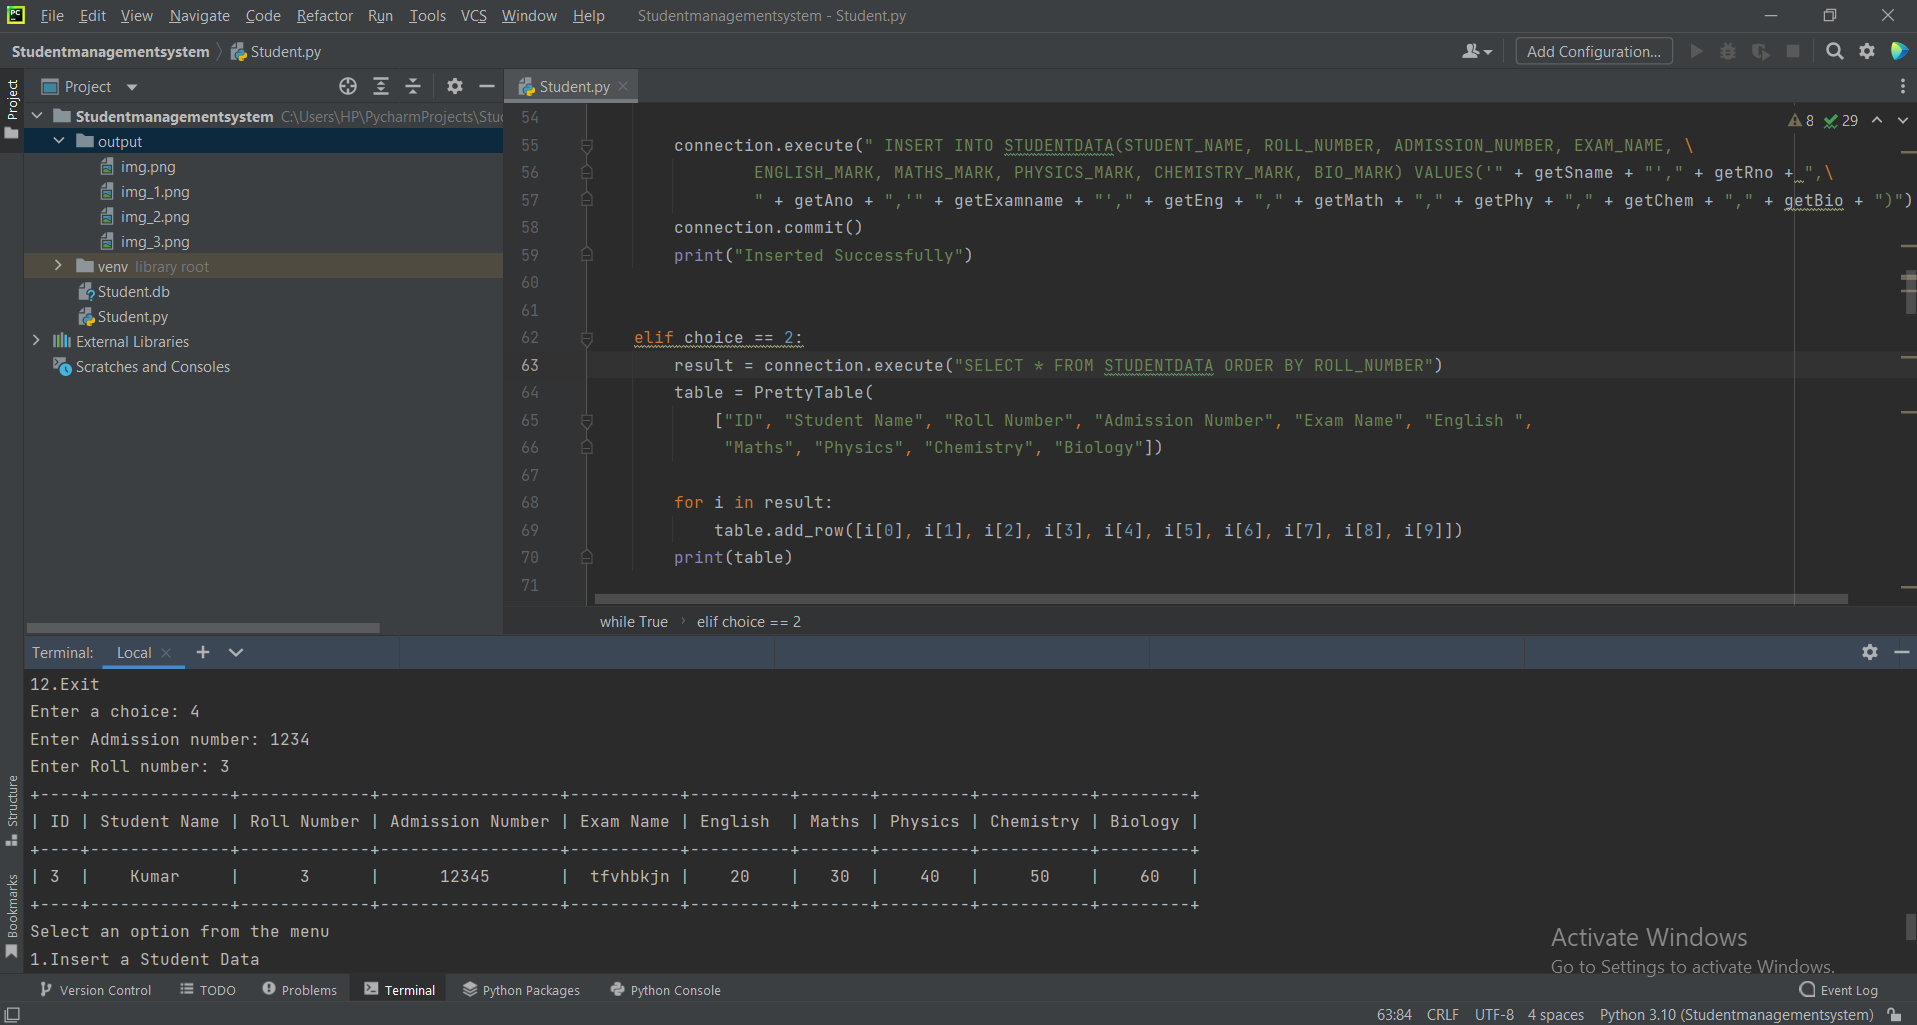 PC File Edit View Navigate Code Refactor Run Tools VCS Window Help Studentmanagementsystem - Student.py
Studentmanagementsystem Student.py Add Configuration...
Project
Project
Student.py
Studentmanagementsystem C:\Users\HP\PycharmProjects\Stu
output
img.png
img_1.png
img_2.png
img_3.png
venv library root
Student.db
Student.py
External Libraries
Scratches and Consoles
8 29
54
55 connection.execute(" INSERT INTO STUDENTDATA(STUDENT_NAME, ROLL_NUMBER, ADMISSION_NUMBER, EXAM_NAME, \
56 ENGLISH_MARK, MATHS_MARK, PHYSICS_MARK, CHEMISTRY_MARK, BIO_MARK) VALUES('" + getSname + "'," + getRno + ",\
57 " + getAno + ",'" + getExamname + "'," + getEng + "," + getMath + "," + getPhy + "," + getChem + "," + getBio + ")")
58 connection.commit()
59 print("Inserted Successfully")
60
61
62 elif choice == 2:
63 result = connection.execute("SELECT * FROM STUDENTDATA ORDER BY ROLL_NUMBER")
64 table = PrettyTable(
65 ["ID", "Student Name", "Roll Number", "Admission Number", "Exam Name", "English ",
66 "Maths", "Physics", "Chemistry", "Biology"])
67
68 for i in result:
69 table.add_row([i[0], i[1], i[2], i[3], i[4], i[5], i[6], i[7], i[8], i[9]])
70 print(table)
71
while True › elif choice == 2
Terminal: Local
12.Exit
Enter a choice: 4
Enter Admission number: 1234
Enter Roll number: 3
+----+--------------+-------------+------------------+-----------+----------+-------+----------+-----------+---------+
| ID | Student Name | Roll Number | Admission Number | Exam Name | English  | Maths | Physics | Chemistry | Biology |
+----+--------------+-------------+------------------+-----------+----------+-------+----------+-----------+---------+
| 3  |    Kumar     |      3      |      12345       |  tfvhbkjn |    20    |   30  |    40   |     50    |    60   |
+----+--------------+-------------+------------------+-----------+----------+-------+----------+-----------+---------+
Select an option from the menu
1.Insert a Student Data
Structure
Bookmarks
Activate Windows
Go to Settings to activate Windows.
Version Control TODO Problems Terminal Python Packages Python Console Event Log
63:84 CRLF UTF-8 4 spaces Python 3.10 (Studentmanagementsystem)